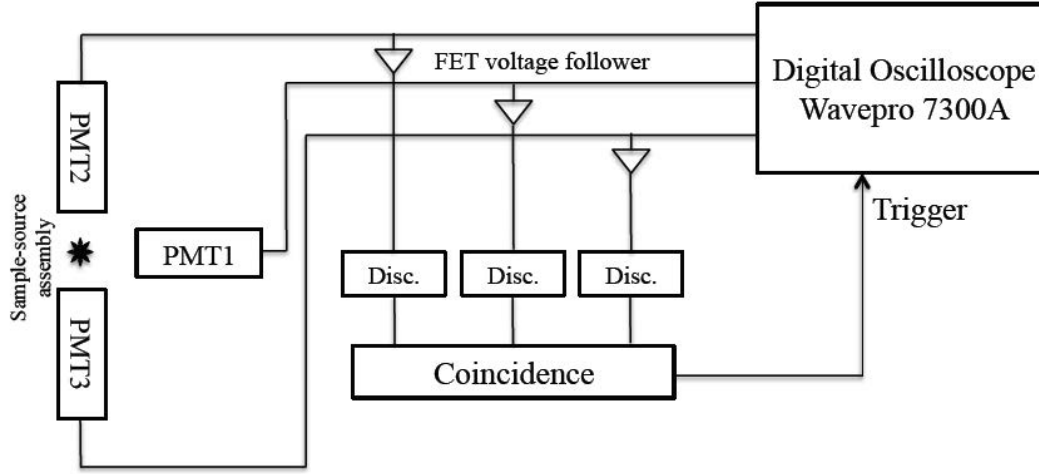 FET voltage follower
Digital Oscilloscope
Wavepro 7300A
PMT2
Sample-source
assembly
PMT1
Trigger
Disc.
Disc.
Disc.
PMT3
Coincidence